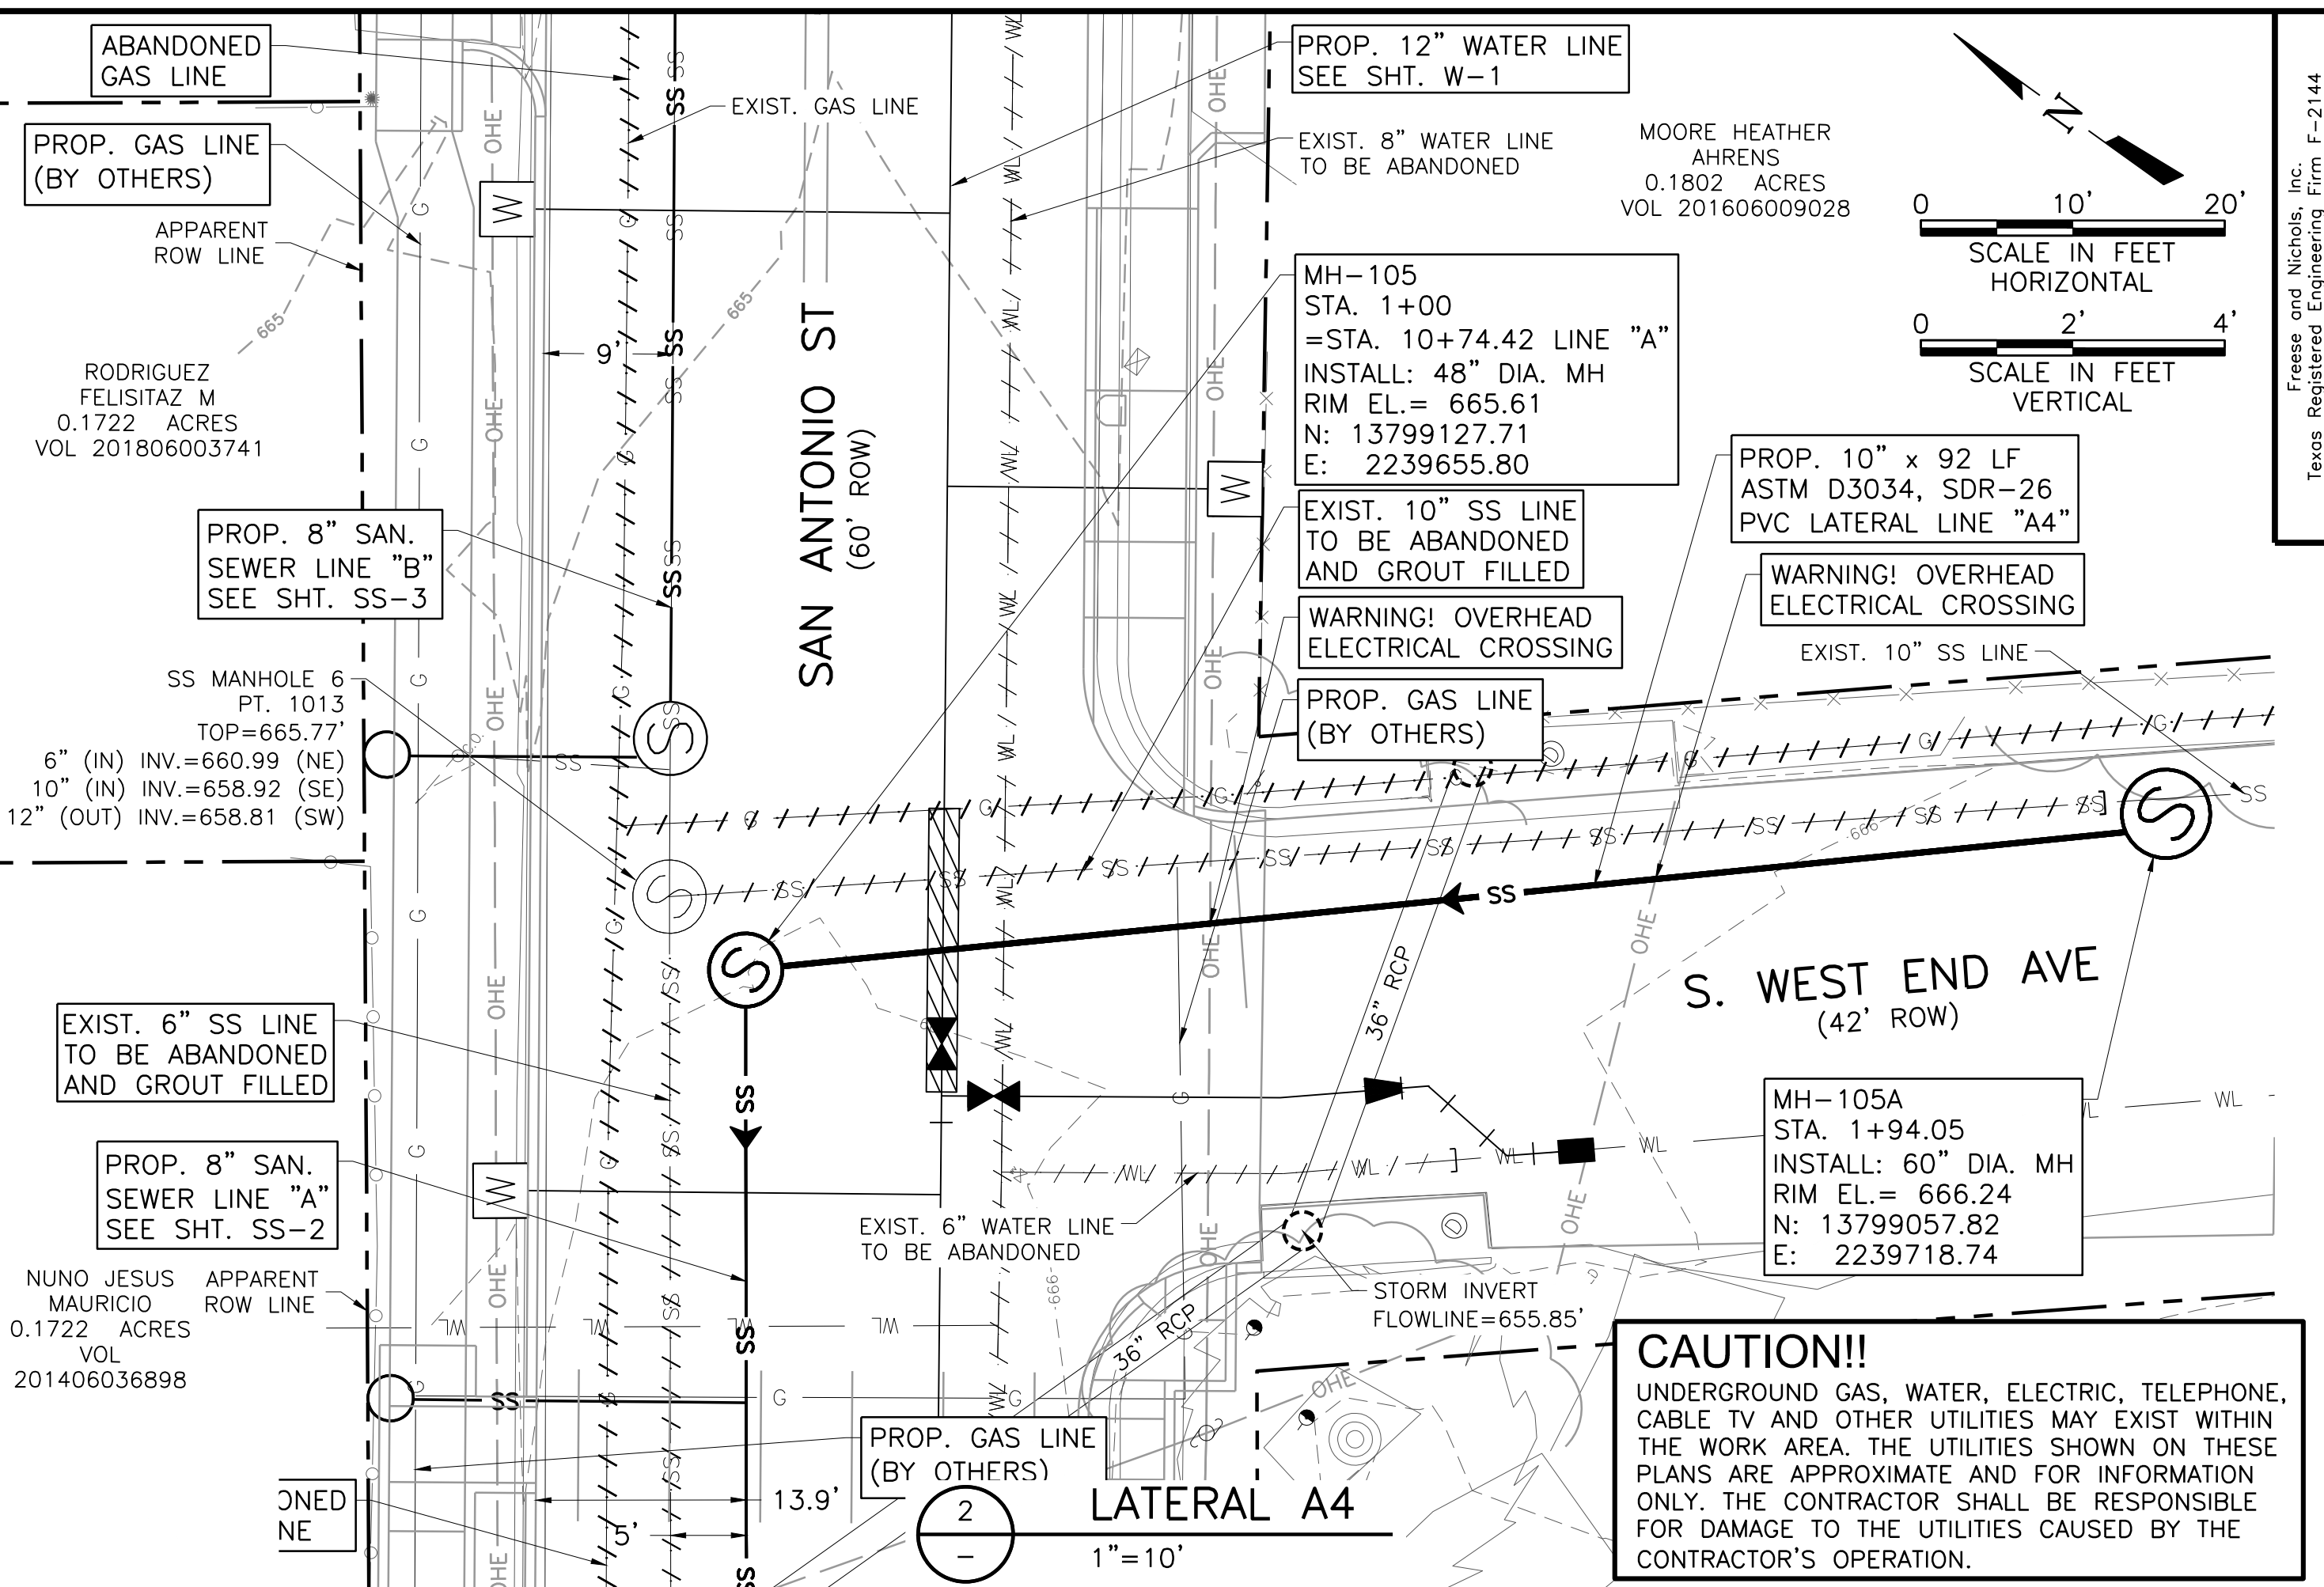 ABANDONED
GAS LINE
PROP. GAS LINE
(BY OTHERS)
APPARENT
ROW LINE
RODRIGUEZ
FELISITAZ M
0.1722 ACRES
VOL 201806003741
PROP. 8" SAN.
SEWER LINE "B"
SEE SHT. SS-3
SS MANHOLE 6
PT. 1013
TOP=665.77'
6" (IN) INV.=660.99 (NE)
10" (IN) INV.=658.92 (SE)
12" (OUT) INV.=658.81 (SW)
EXIST. 6" SS LINE
TO BE ABANDONED
AND GROUT FILLED
PROP. 8" SAN.
SEWER LINE "A"
SEE SHT. SS-2
NUNO JESUS
MAURICIO
0.1722 ACRES
VOL
201406036898
APPARENT
ROW LINE
ONED
NE
EXIST. GAS LINE
665
665
9'
SAN ANTONIO ST
(60' ROW)
PROP. 12" WATER LINE
SEE SHT. W-1
EXIST. 8" WATER LINE
TO BE ABANDONED
MOORE HEATHER
AHRENS
0.1802 ACRES
VOL 201606009028
MH-105
STA. 1+00
=STA. 10+74.42 LINE "A"
INSTALL: 48" DIA. MH
RIM EL.= 665.61
N: 13799127.71
E: 2239655.80
EXIST. 10" SS LINE
TO BE ABANDONED
AND GROUT FILLED
WARNING! OVERHEAD
ELECTRICAL CROSSING
PROP. GAS LINE
(BY OTHERS)
N
0 10' 20'
SCALE IN FEET
HORIZONTAL
0 2' 4'
SCALE IN FEET
VERTICAL
Freese and Nichols, Inc.
Texas Registered Engineering Firm F-2144
PROP. 10" x 92 LF
ASTM D3034, SDR-26
PVC LATERAL LINE "A4"
WARNING! OVERHEAD
ELECTRICAL CROSSING
EXIST. 10" SS LINE
SS
666
36" RCP
S. WEST END AVE
(42' ROW)
MH-105A
STA. 1+94.05
INSTALL: 60" DIA. MH
RIM EL.= 666.24
N: 13799057.82
E: 2239718.74
EXIST. 6" WATER LINE
TO BE ABANDONED
666
36" RCP
STORM INVERT
FLOWLINE=655.85'
PROP. GAS LINE
(BY OTHERS)
13.9'
5'
2
-
LATERAL A4
1"=10'
CAUTION!!
UNDERGROUND GAS, WATER, ELECTRIC, TELEPHONE,
CABLE TV AND OTHER UTILITIES MAY EXIST WITHIN
THE WORK AREA. THE UTILITIES SHOWN ON THESE
PLANS ARE APPROXIMATE AND FOR INFORMATION
ONLY. THE CONTRACTOR SHALL BE RESPONSIBLE
FOR DAMAGE TO THE UTILITIES CAUSED BY THE
CONTRACTOR'S OPERATION.